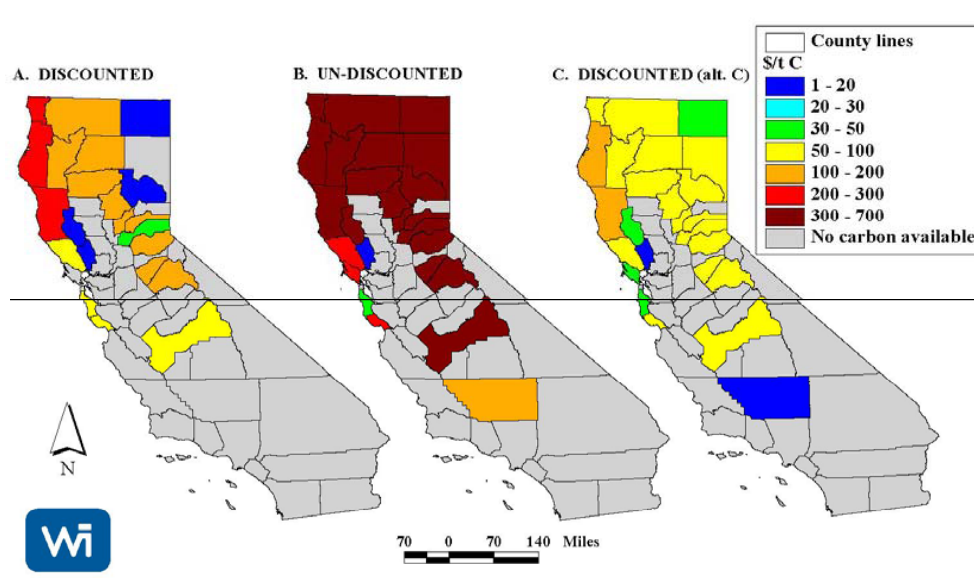 A. DISCOUNTED
B. UN-DISCOUNTED
C. DISCOUNTED (alt. C)
County lines
$/t C
1 - 20
20 - 30
30 - 50
50 - 100
100 - 200
200 - 300
300 - 700
No carbon available
N
Wi
70 0 70 140 Miles